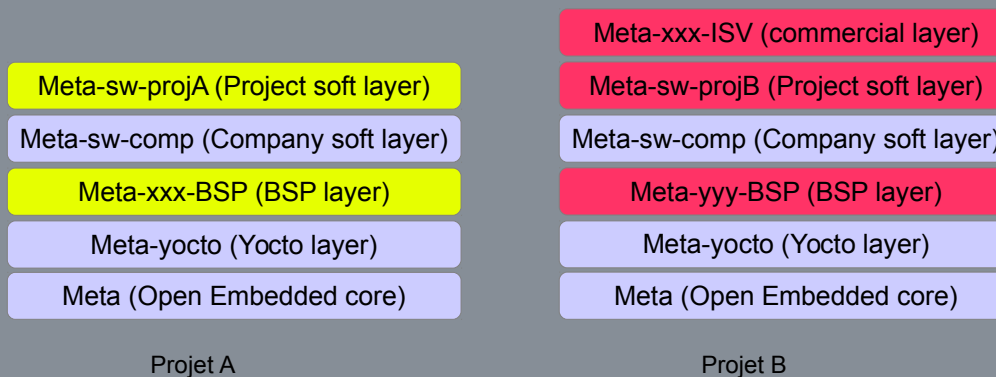 Meta-sw-projA (Project soft layer)
Meta-sw-comp (Company soft layer)
Meta-xxx-BSP (BSP layer)
Meta-yocto (Yocto layer)
Meta (Open Embedded core)
Projet A
Meta-xxx-ISV (commercial layer)
Meta-sw-projB (Project soft layer)
Meta-sw-comp (Company soft layer)
Meta-yyy-BSP (BSP layer)
Meta-yocto (Yocto layer)
Meta (Open Embedded core)
Projet B